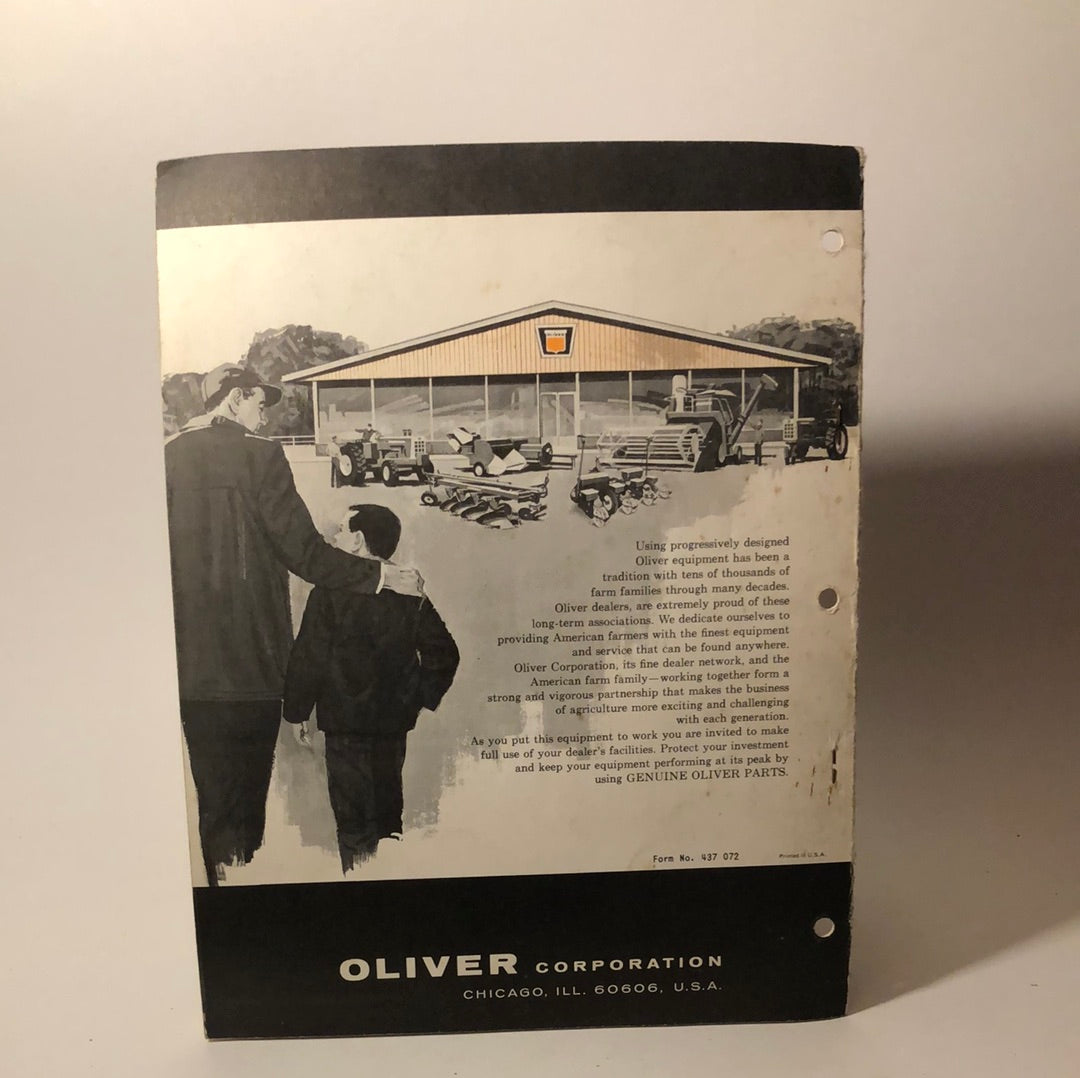 OLIVER
Using progressively designed
Oliver equipment has been a
tradition with tens of thousands of
farm families through many decades.
Oliver dealers, are extremely proud of these
long-term associations. We dedicate ourselves to
providing American farmers with the finest equipment
and service that can be found anywhere.
Oliver Corporation, its fine dealer network, and the
American farm family—working together form a
strong and vigorous partnership that makes the business
of agriculture more exciting and challenging
with each generation.
As you put this equipment to work you are invited to make
full use of your dealer's facilities. Protect your investment
and keep your equipment performing at its peak by
using GENUINE OLIVER PARTS.
Form No. 437 072
Printed in U.S.A.
OLIVER CORPORATION
CHICAGO, ILL. 60606, U.S.A.